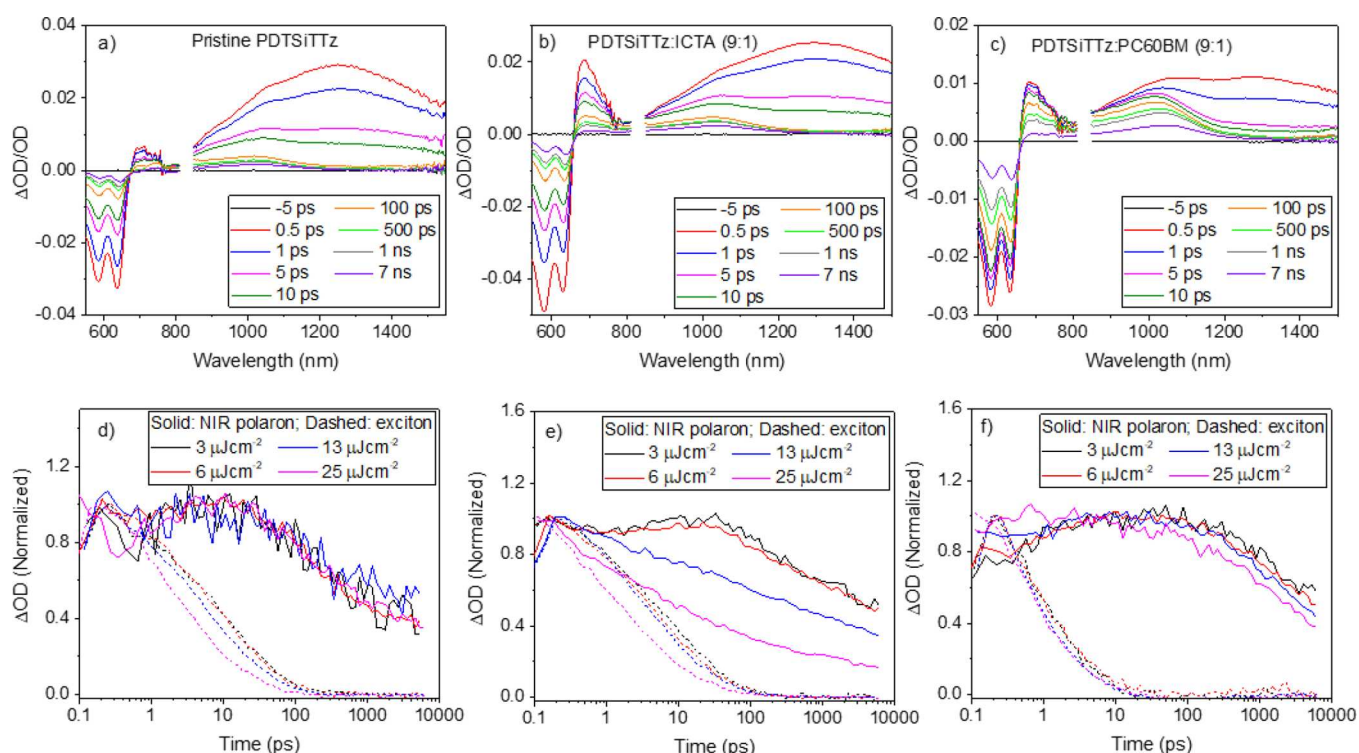 a) Pristine PDTSiTTz
0.04
0.02
0.00
-0.02
-0.04
ΔOD/OD
-5 ps 100 ps
0.5 ps 500 ps
1 ps 1 ns
5 ps 7 ns
10 ps
600 800 1000 1200 1400
Wavelength (nm)
b) PDTSiTTz:ICTA (9:1)
0.02
0.00
-0.02
-0.04
ΔOD/OD
-5 ps 100 ps
0.5 ps 500 ps
1 ps 1 ns
5 ps 7 ns
10 ps
600 800 1000 1200 1400
Wavelength (nm)
c) PDTSiTTz:PC60BM (9:1)
0.02
0.01
0.00
-0.01
-0.02
-0.03
ΔOD/OD
-5 ps 100 ps
0.5 ps 500 ps
1 ps 1 ns
5 ps 7 ns
10 ps
600 800 1000 1200 1400
Wavelength (nm)
d)
Solid: NIR polaron; Dashed: exciton
3 μJcm⁻² 13 μJcm⁻²
6 μJcm⁻² 25 μJcm⁻²
1.2
0.8
0.4
0.0
ΔOD (Normalized)
0.1 1 10 100 1000 10000
Time (ps)
e)
Solid: NIR polaron; Dashed: exciton
3 μJcm⁻² 13 μJcm⁻²
6 μJcm⁻² 25 μJcm⁻²
1.6
1.2
0.8
0.4
0.0
ΔOD (Normalized)
0.1 1 10 100 1000 10000
Time (ps)
f)
Solid: NIR polaron; Dashed: exciton
3 μJcm⁻² 13 μJcm⁻²
6 μJcm⁻² 25 μJcm⁻²
1.6
1.2
0.8
0.4
0.0
ΔOD (Normalized)
0.1 1 10 100 1000 10000
Time (ps)